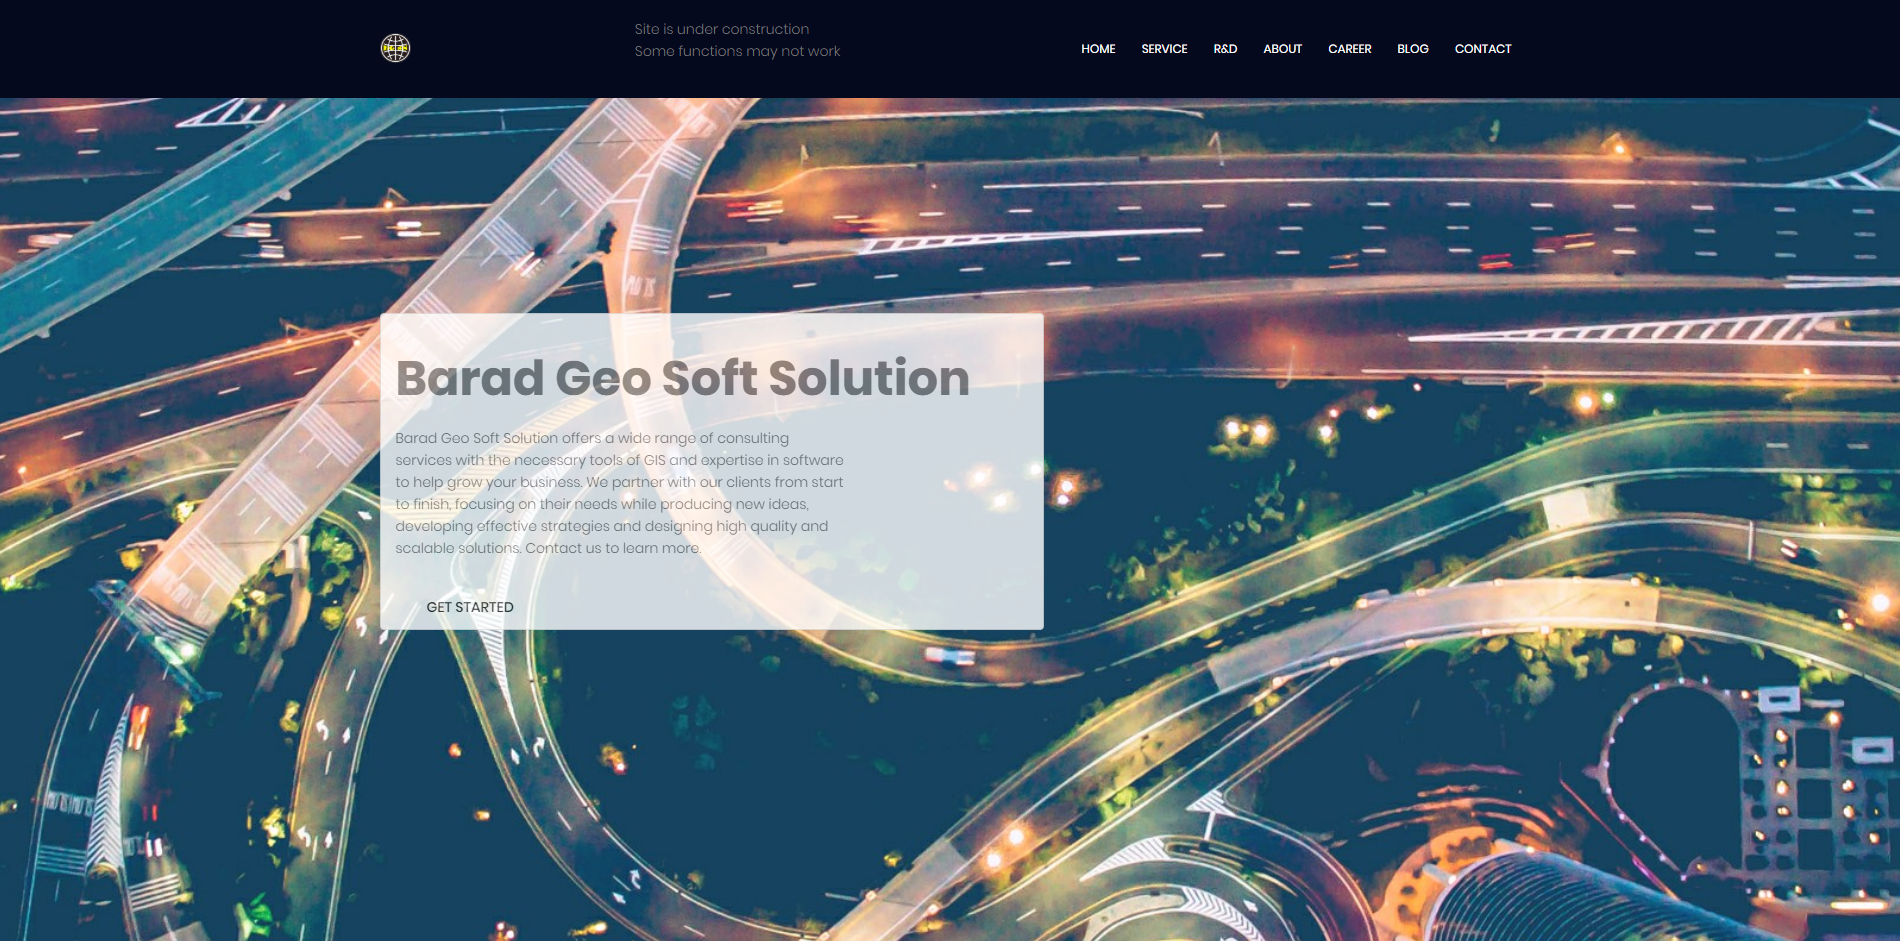 Site is under construction
Some functions may not work
HOME SERVICE R&D ABOUT CAREER BLOG CONTACT
Barad Geo Soft Solution
Barad Geo Soft Solution offers a wide range of consulting
services with the necessary tools of GIS and expertise in software
to help grow your business. We partner with our clients from start
to finish, focusing on their needs while producing new ideas,
developing effective strategies and designing high quality and
scalable solutions. Contact us to learn more.
GET STARTED